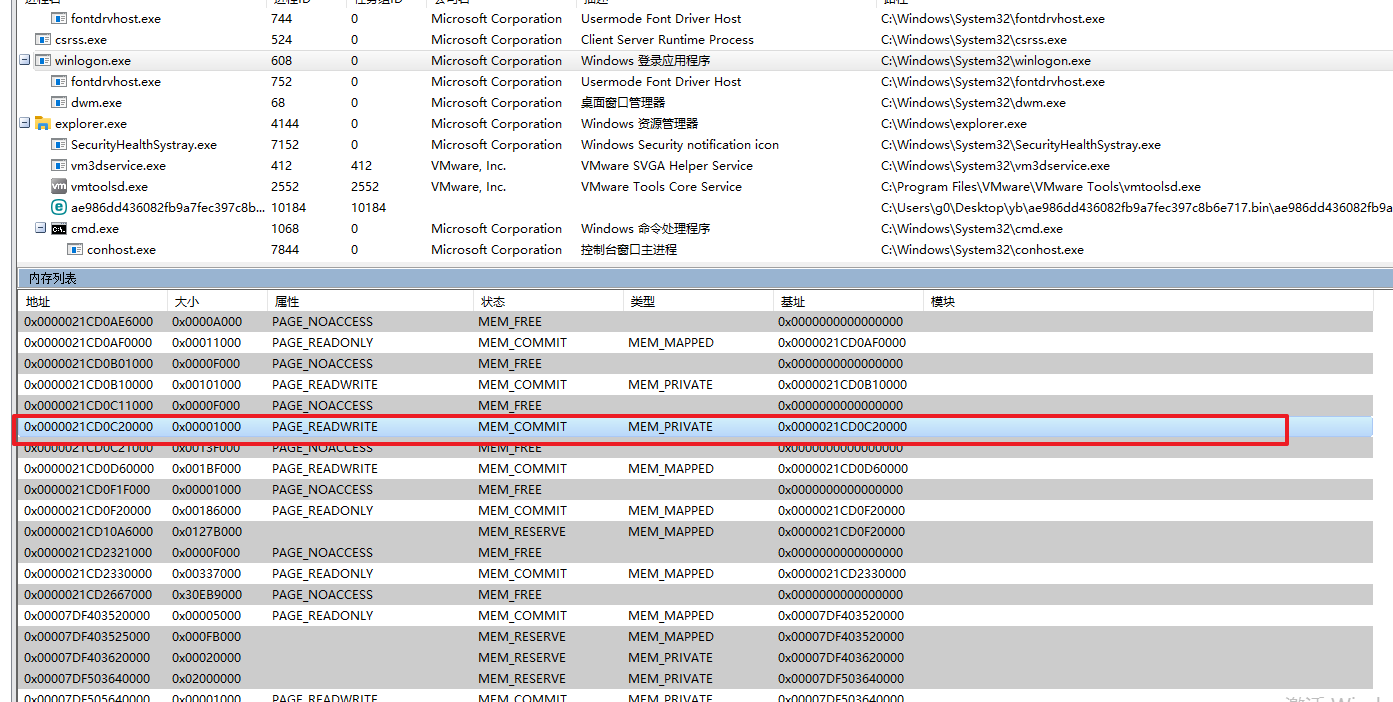 fontdrvhost.exe 744 0 Microsoft Corporation Usermode Font Driver Host C:\Windows\System32\fontdrvhost.exe
csrss.exe 524 0 Microsoft Corporation Client Server Runtime Process C:\Windows\System32\csrss.exe
winlogon.exe 608 0 Microsoft Corporation Windows 登录应用程序 C:\Windows\System32\winlogon.exe
fontdrvhost.exe 752 0 Microsoft Corporation Usermode Font Driver Host C:\Windows\System32\fontdrvhost.exe
dwm.exe 68 0 Microsoft Corporation 桌面窗口管理器 C:\Windows\System32\dwm.exe
explorer.exe 4144 0 Microsoft Corporation Windows 资源管理器 C:\Windows\explorer.exe
SecurityHealthSystray.exe 7152 0 Microsoft Corporation Windows Security notification icon C:\Windows\System32\SecurityHealthSystray.exe
vm3dservice.exe 412 412 VMware, Inc. VMware SVGA Helper Service C:\Windows\System32\vm3dservice.exe
vm vmtoolsd.exe 2552 2552 VMware, Inc. VMware Tools Core Service C:\Program Files\VMware\VMware Tools\vmtoolsd.exe
ae986dd436082fb9a7fec397c8b... 10184 10184 C:\Users\g0\Desktop\yb\ae986dd436082fb9a7fec397c8b6e717.bin\ae986dd436082fb9a
cmd.exe 1068 0 Microsoft Corporation Windows 命令处理程序 C:\Windows\System32\cmd.exe
conhost.exe 7844 0 Microsoft Corporation 控制台窗口主进程 C:\Windows\System32\conhost.exe
内存列表
地址 大小 属性 状态 类型 基址 模块
0x0000021CD0AE6000 0x0000A000 PAGE_NOACCESS MEM_FREE 0x0000000000000000
0x0000021CD0AF0000 0x00011000 PAGE_READONLY MEM_COMMIT MEM_MAPPED 0x0000021CD0AF0000
0x0000021CD0B01000 0x0000F000 PAGE_NOACCESS MEM_FREE 0x0000000000000000
0x0000021CD0B10000 0x00101000 PAGE_READWRITE MEM_COMMIT MEM_PRIVATE 0x0000021CD0B10000
0x0000021CD0C11000 0x0000F000 PAGE_NOACCESS MEM_FREE 0x0000000000000000
0x0000021CD0C20000 0x00001000 PAGE_READWRITE MEM_COMMIT MEM_PRIVATE 0x0000021CD0C20000
0x0000021CD0C21000 0x0013F000 PAGE_NOACCESS MEM_FREE 0x0000000000000000
0x0000021CD0D60000 0x001BF000 PAGE_READWRITE MEM_COMMIT MEM_MAPPED 0x0000021CD0D60000
0x0000021CD0F1F000 0x00001000 PAGE_NOACCESS MEM_FREE 0x0000000000000000
0x0000021CD0F20000 0x00186000 PAGE_READONLY MEM_COMMIT MEM_MAPPED 0x0000021CD0F20000
0x0000021CD10A6000 0x0127B000 MEM_RESERVE MEM_MAPPED 0x0000021CD0F20000
0x0000021CD2321000 0x0000F000 PAGE_NOACCESS MEM_FREE 0x0000000000000000
0x0000021CD2330000 0x00337000 PAGE_READONLY MEM_COMMIT MEM_MAPPED 0x0000021CD2330000
0x0000021CD2667000 0x30EB9000 PAGE_NOACCESS MEM_FREE 0x0000000000000000
0x00007DF403520000 0x00005000 PAGE_READONLY MEM_COMMIT MEM_MAPPED 0x00007DF403520000
0x00007DF403525000 0x000FB000 MEM_RESERVE MEM_MAPPED 0x00007DF403520000
0x00007DF403620000 0x00020000 MEM_RESERVE MEM_PRIVATE 0x00007DF403620000
0x00007DF503640000 0x02000000 MEM_RESERVE MEM_PRIVATE 0x00007DF503640000
0x00007DF505640000 0x00001000 PAGE_READWRITE MEM_COMMIT MEM_PRIVATE 0x00007DF503640000